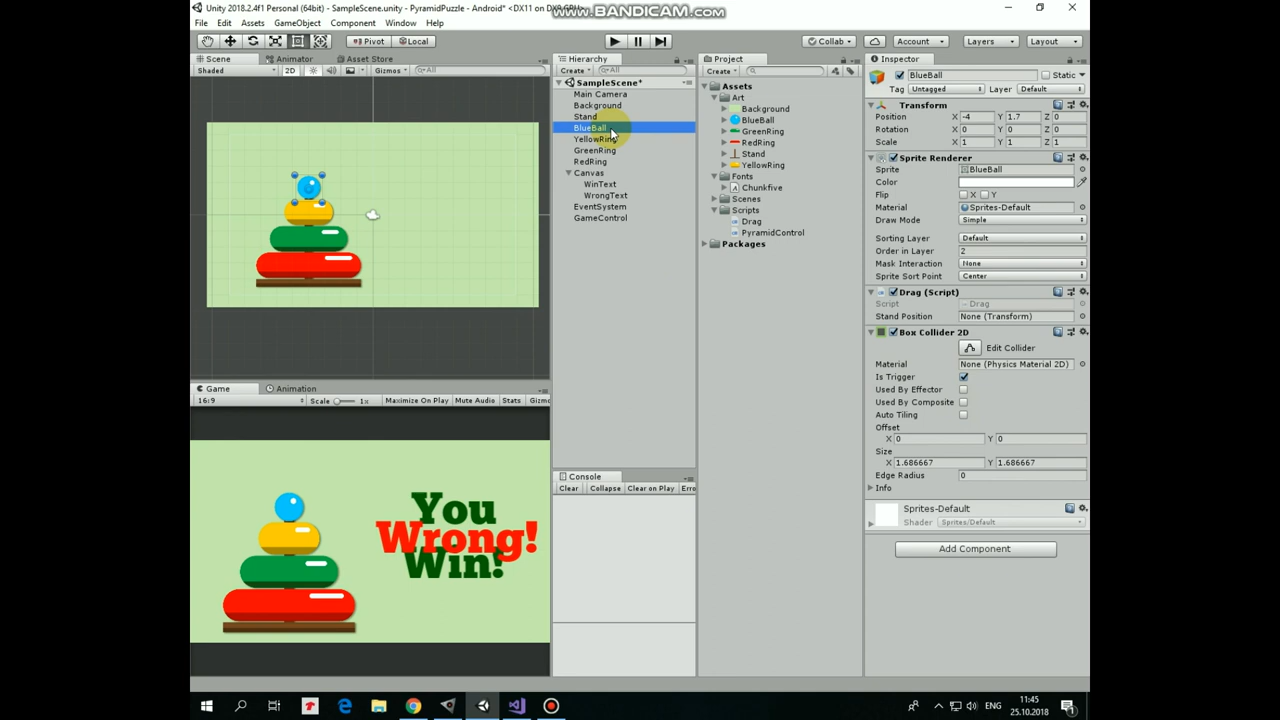 Unity 2018.2.4f1 Personal (64bit) - SampleScene.unity - PyramidPuzzle - Android* <DX11 on DX9 GPU>
www.BANDICAM.com
File Edit Assets GameObject Component Window Help
Pivot Local Collab Account Layers Layout
Scene Animator Asset Store
Shaded 2D Gizmos All
Game Animation
16:9 Scale 1x Maximize On Play Mute Audio Stats Gizmo
You
Wrong!
Win!
Hierarchy
Create All
SampleScene*
Main Camera
Background
Stand
BlueBall
YellowRing
GreenRing
RedRing
Canvas
WinText
WrongText
EventSystem
GameControl
Console
Clear Collapse Clear on Play Erro
Project
Create
Assets
Art
Background
BlueBall
GreenRing
RedRing
Stand
YellowRing
Fonts
Chunkfive
Scenes
Scripts
Drag
PyramidControl
Packages
Inspector
BlueBall Static
Tag Untagged Layer Default
Transform
Position X -4 Y 1.7 Z 0
Rotation X 0 Y 0 Z 0
Scale X 1 Y 1 Z 1
Sprite Renderer
Sprite BlueBall
Color
Flip X Y
Material Sprites-Default
Draw Mode Simple
Sorting Layer Default
Order in Layer 2
Mask Interaction None
Sprite Sort Point Center
Drag (Script)
Script Drag
Stand Position None (Transform)
Box Collider 2D
Edit Collider
Material None (Physics Material 2D)
Is Trigger
Used By Effector
Used By Composite
Auto Tiling
Offset
X 0 Y 0
Size
X 1.686667 Y 1.686667
Edge Radius 0
Info
Sprites-Default
Shader Sprites/Default
Add Component
ENG
11:45
25.10.2018
1